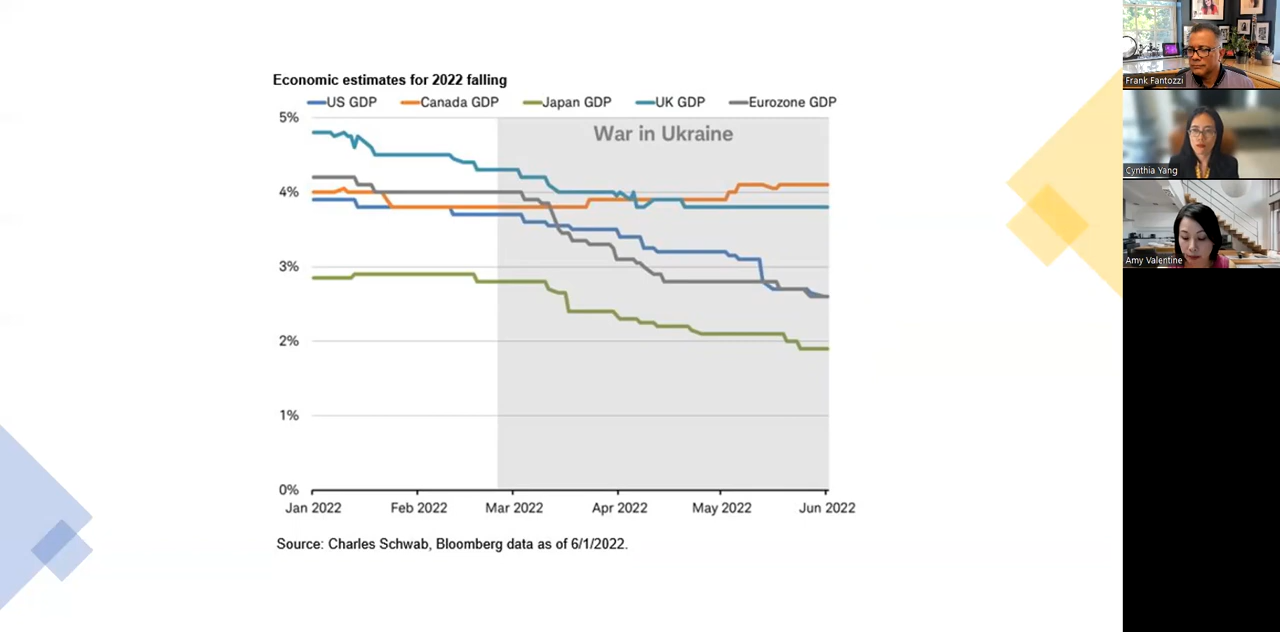 Economic estimates for 2022 falling
US GDP Canada GDP Japan GDP UK GDP Eurozone GDP
5%
War in Ukraine
4%
3%
2%
1%
0%
Jan 2022 Feb 2022 Mar 2022 Apr 2022 May 2022 Jun 2022
Source: Charles Schwab, Bloomberg data as of 6/1/2022.
Frank Fantozzi
Cynthia Yang
Amy Valentine